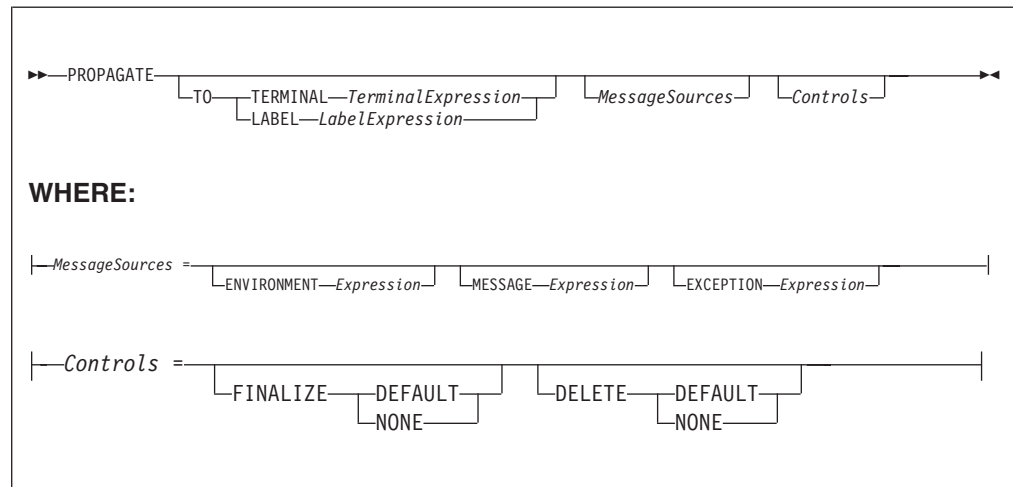 PROPAGATE
TO TERMINAL TerminalExpression MessageSources Controls
LABEL LabelExpression
WHERE:
MessageSources =
ENVIRONMENT Expression MESSAGE Expression EXCEPTION Expression
Controls =
FINALIZE DEFAULT DELETE DEFAULT
NONE NONE